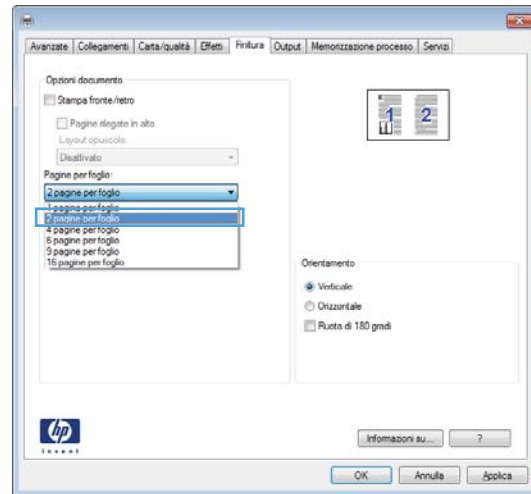 Avanzate Collegamenti Carta/qualità Effetti Finitura Output Memorizzazione processo Servizi
Opzioni documento
Stampa fronte/retro
Pagine rilegate in alto
Layout opuscolo:
Disattivato
Pagine per foglio:
2 pagine per foglio
1 pagine per foglio
2 pagine per foglio
4 pagine per foglio
6 pagine per foglio
9 pagine per foglio
16 pagine per foglio
1 2
Orientamento
Verticale
Orizzontale
Ruota di 180 gradi
hp
invent
Informazioni su... ?
OK Annulla Applica